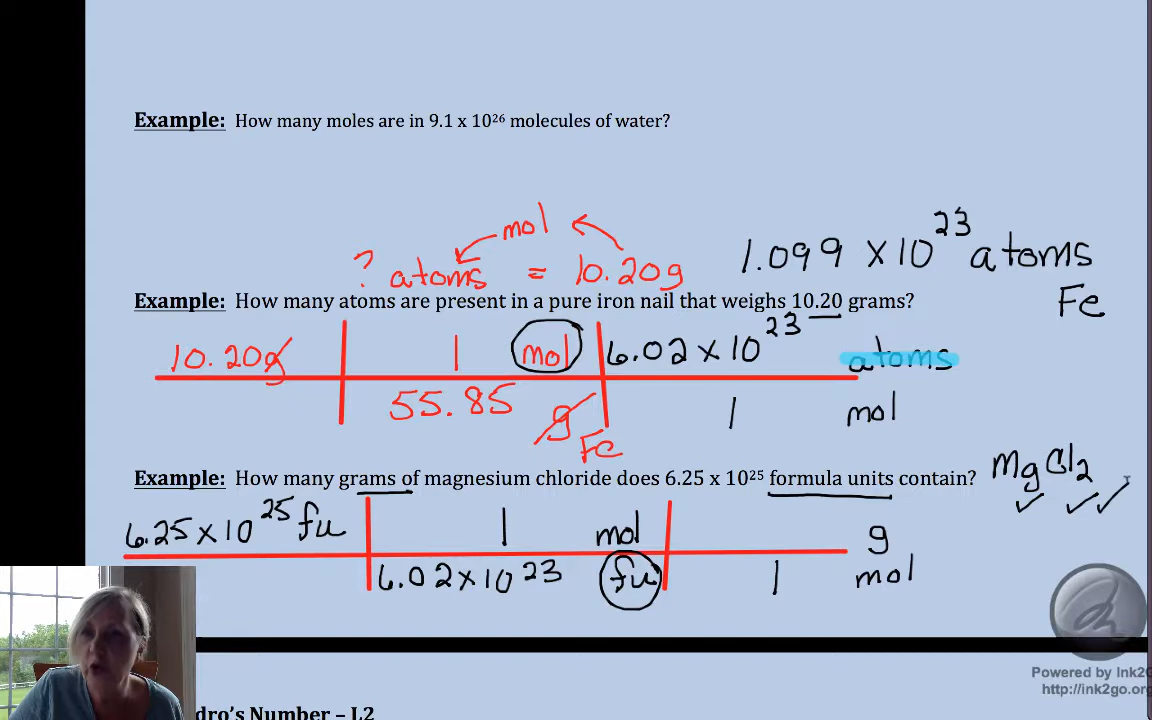 Example: How many moles are in 9.1 x 10²⁶ molecules of water?
mol
? atoms = 10.20g
1.099 x 10²³ atoms
Fe
Example: How many atoms are present in a pure iron nail that weighs 10.20 grams?
10.20g | 1 mol | 6.02 x 10²³ atoms
55.85 g Fe | 1 mol
Example: How many grams of magnesium chloride does 6.25 x 10²⁵ formula units contain? MgCl₂
6.25 x 10²⁵ fu | 1 mol | g
6.02 x 10²³ fu | 1 mol
Powered by Ink2G
http://ink2go.org
dro's Number – L2